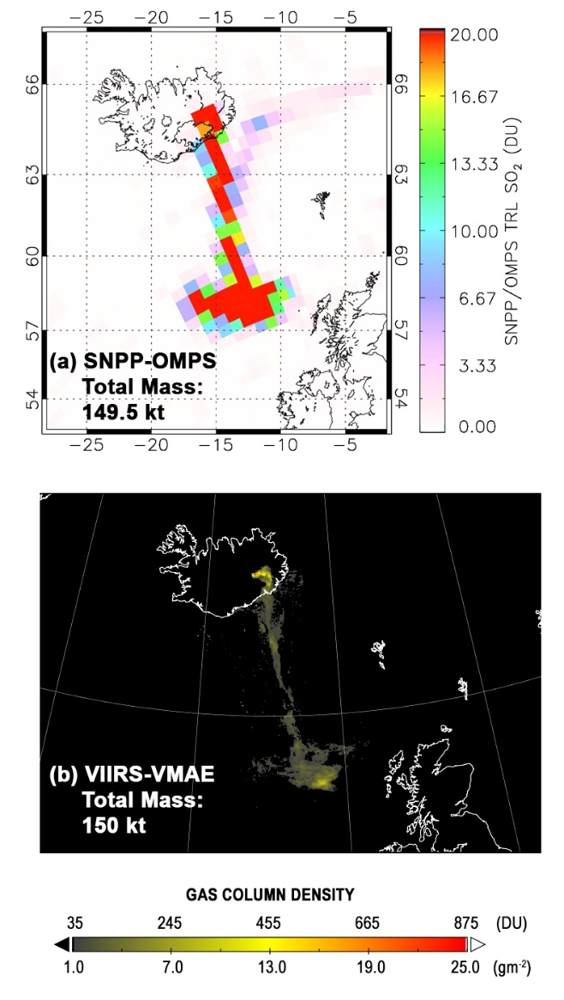 −25 −20 −15 −10 −5
66 66
63 63
60 60
57 57
54 54
−25 −20 −15 −10 −5
(a) SNPP-OMPS
Total Mass:
149.5 kt
20.00
16.67
13.33
10.00
6.67
3.33
0.00
SNPP/OMPS TRL SO₂ (DU)
(b) VIIRS-VMAE
Total Mass:
150 kt
GAS COLUMN DENSITY
35 245 455 665 875 (DU)
1.0 7.0 13.0 19.0 25.0 (gm⁻²)